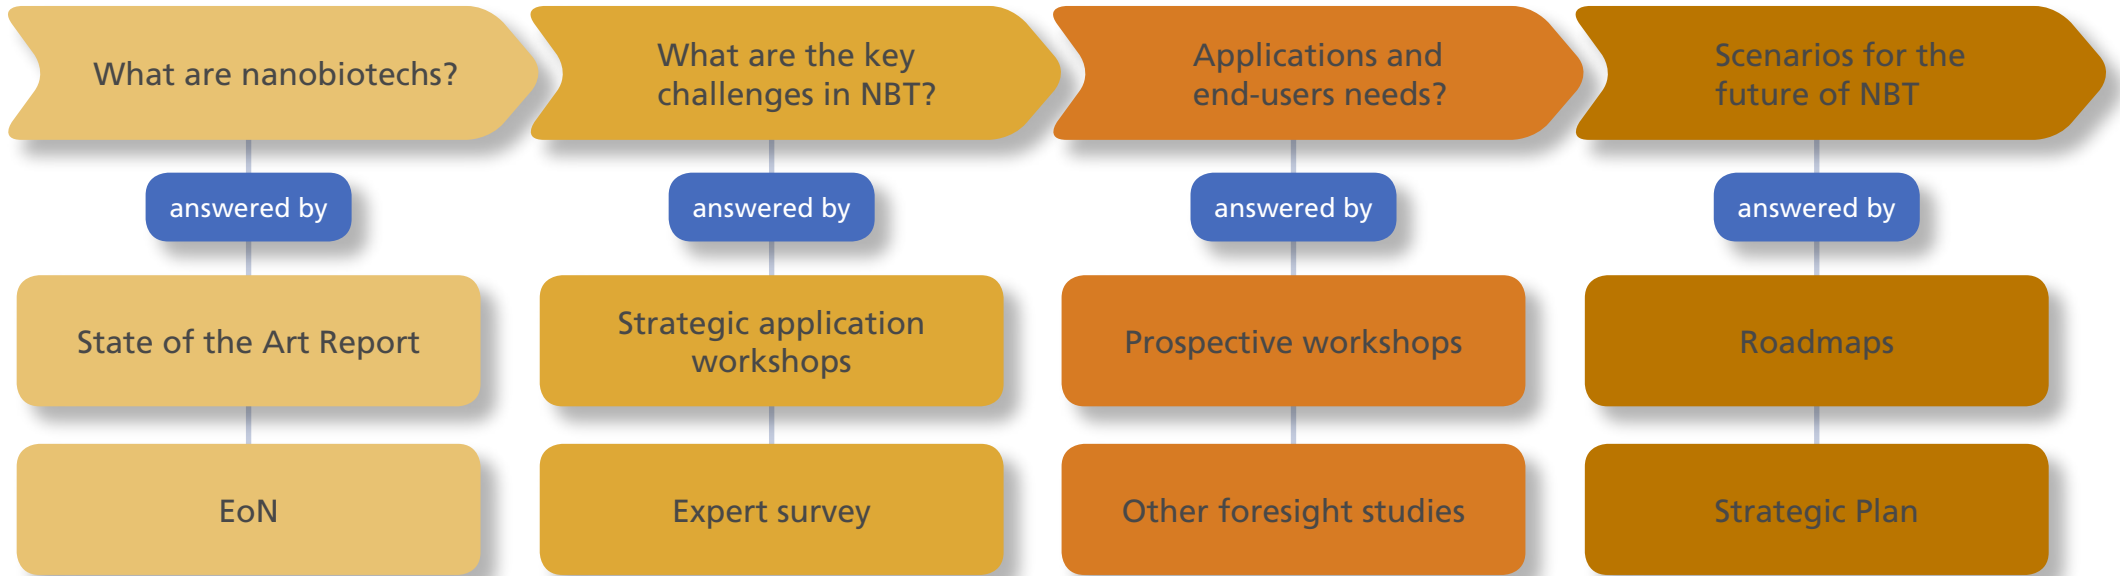 What are nanobiotechs?
What are the key
challenges in NBT?
Applications and
end-users needs?
Scenarios for the
future of NBT
answered by
answered by
answered by
answered by
State of the Art Report
Strategic application
workshops
Prospective workshops
Roadmaps
EoN
Expert survey
Other foresight studies
Strategic Plan